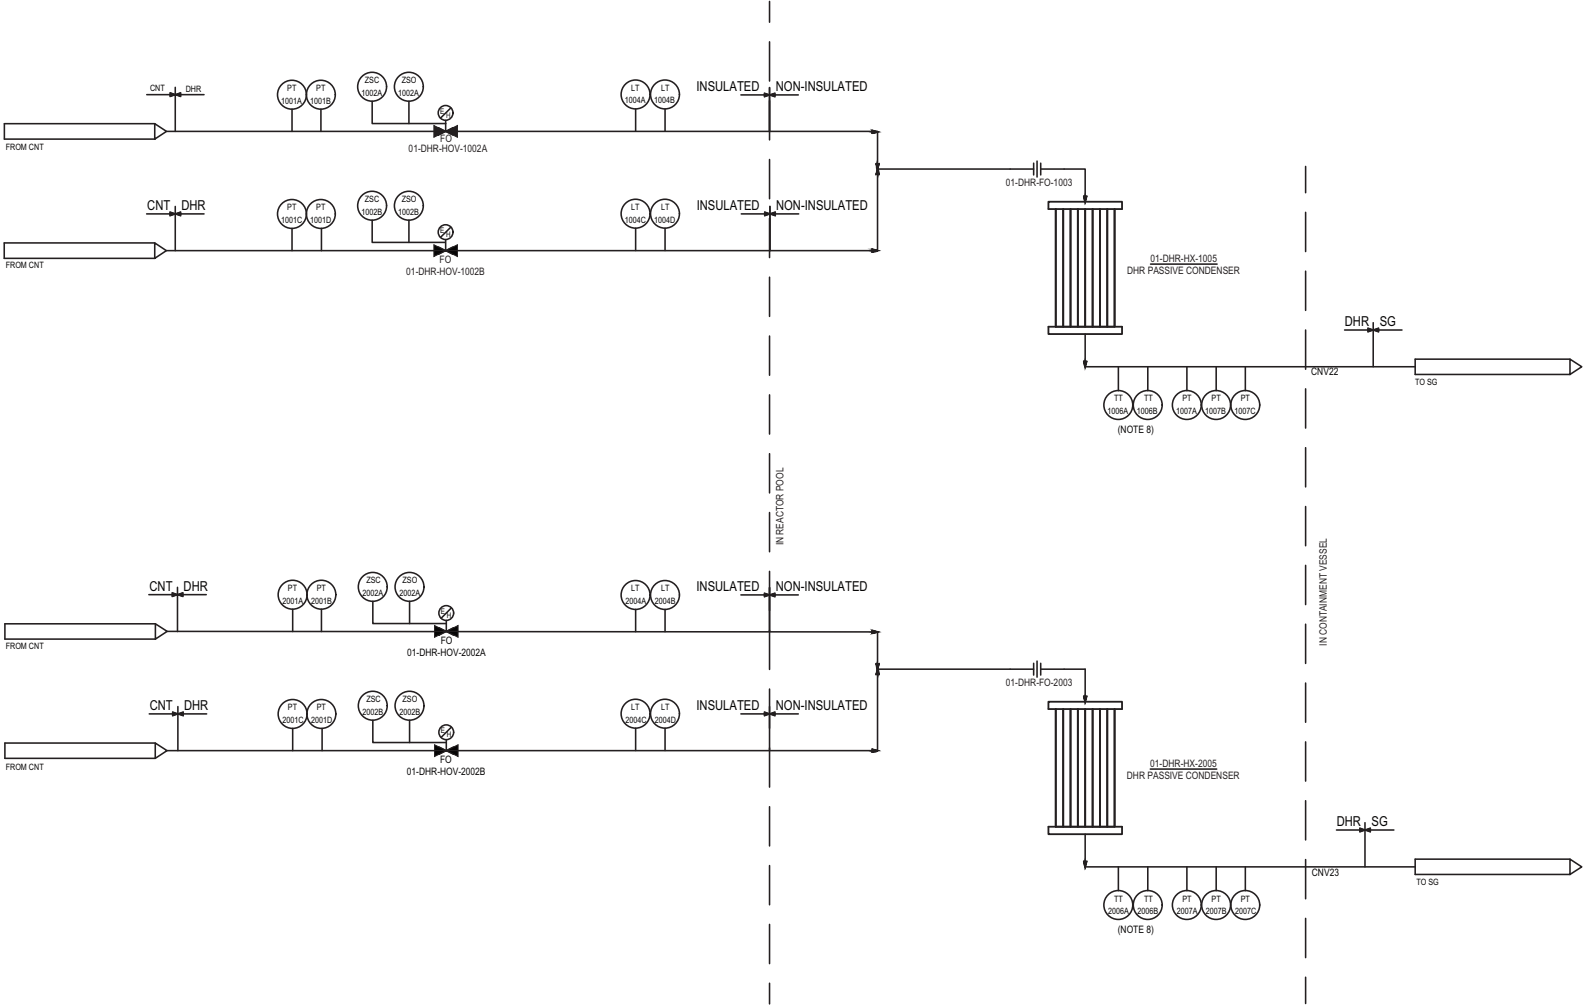 CNT DHR
PT 1001A
PT 1001B
ZSC 1002A
ZSO 1002A
E/H
LT 1004A
LT 1004B
INSULATED NON-INSULATED
FROM CNT
FO
01-DHR-HOV-1002A
01-DHR-FO-1003
CNT DHR
PT 1001C
PT 1001D
ZSC 1002B
ZSO 1002B
E/H
LT 1004C
LT 1004D
INSULATED NON-INSULATED
FROM CNT
FO
01-DHR-HOV-1002B
01-DHR-HX-1005
DHR PASSIVE CONDENSER
DHR SG
CNV22
TO SG
TT 1006A
TT 1006B
PT 1007A
PT 1007B
PT 1007C
(NOTE 8)
IN REACTOR POOL
IN CONTAINMENT VESSEL
CNT DHR
PT 2001A
PT 2001B
ZSC 2002A
ZSO 2002A
E/H
LT 2004A
LT 2004B
INSULATED NON-INSULATED
FROM CNT
FO
01-DHR-HOV-2002A
01-DHR-FO-2003
CNT DHR
PT 2001C
PT 2001D
ZSC 2002B
ZSO 2002B
E/H
LT 2004C
LT 2004D
INSULATED NON-INSULATED
FROM CNT
FO
01-DHR-HOV-2002B
01-DHR-HX-2005
DHR PASSIVE CONDENSER
DHR SG
CNV23
TO SG
TT 2006A
TT 2006B
PT 2007A
PT 2007B
PT 2007C
(NOTE 8)